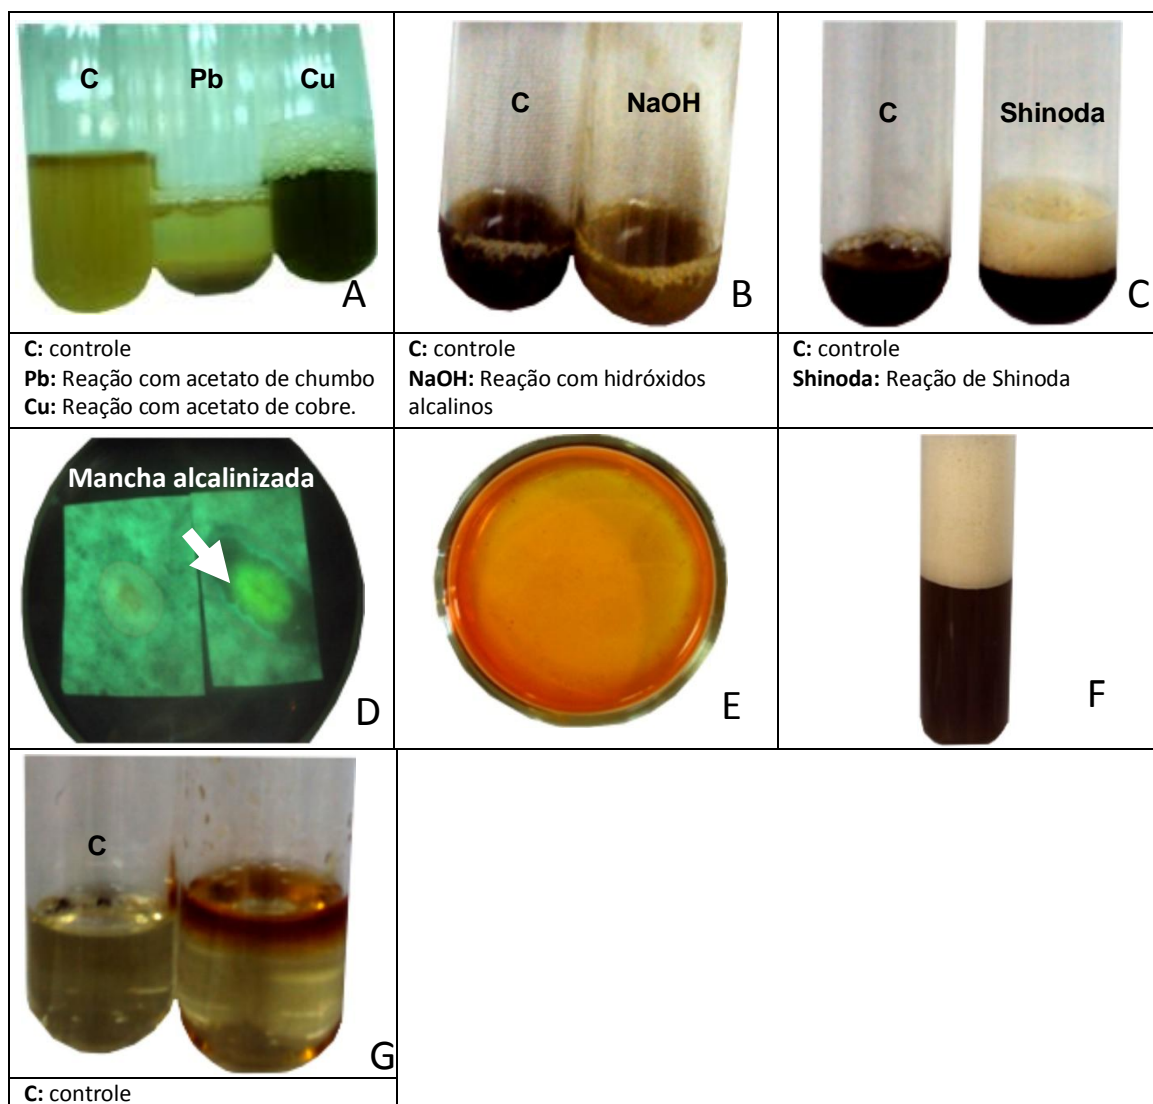 C Pb Cu
A
C NaOH
B
C Shinoda
C
C: controle
Pb: Reação com acetato de chumbo
Cu: Reação com acetato de cobre.
C: controle
NaOH: Reação com hidróxidos
alcalinos
C: controle
Shinoda: Reação de Shinoda
Mancha alcalinizada
D
E
F
C
G
C: controle